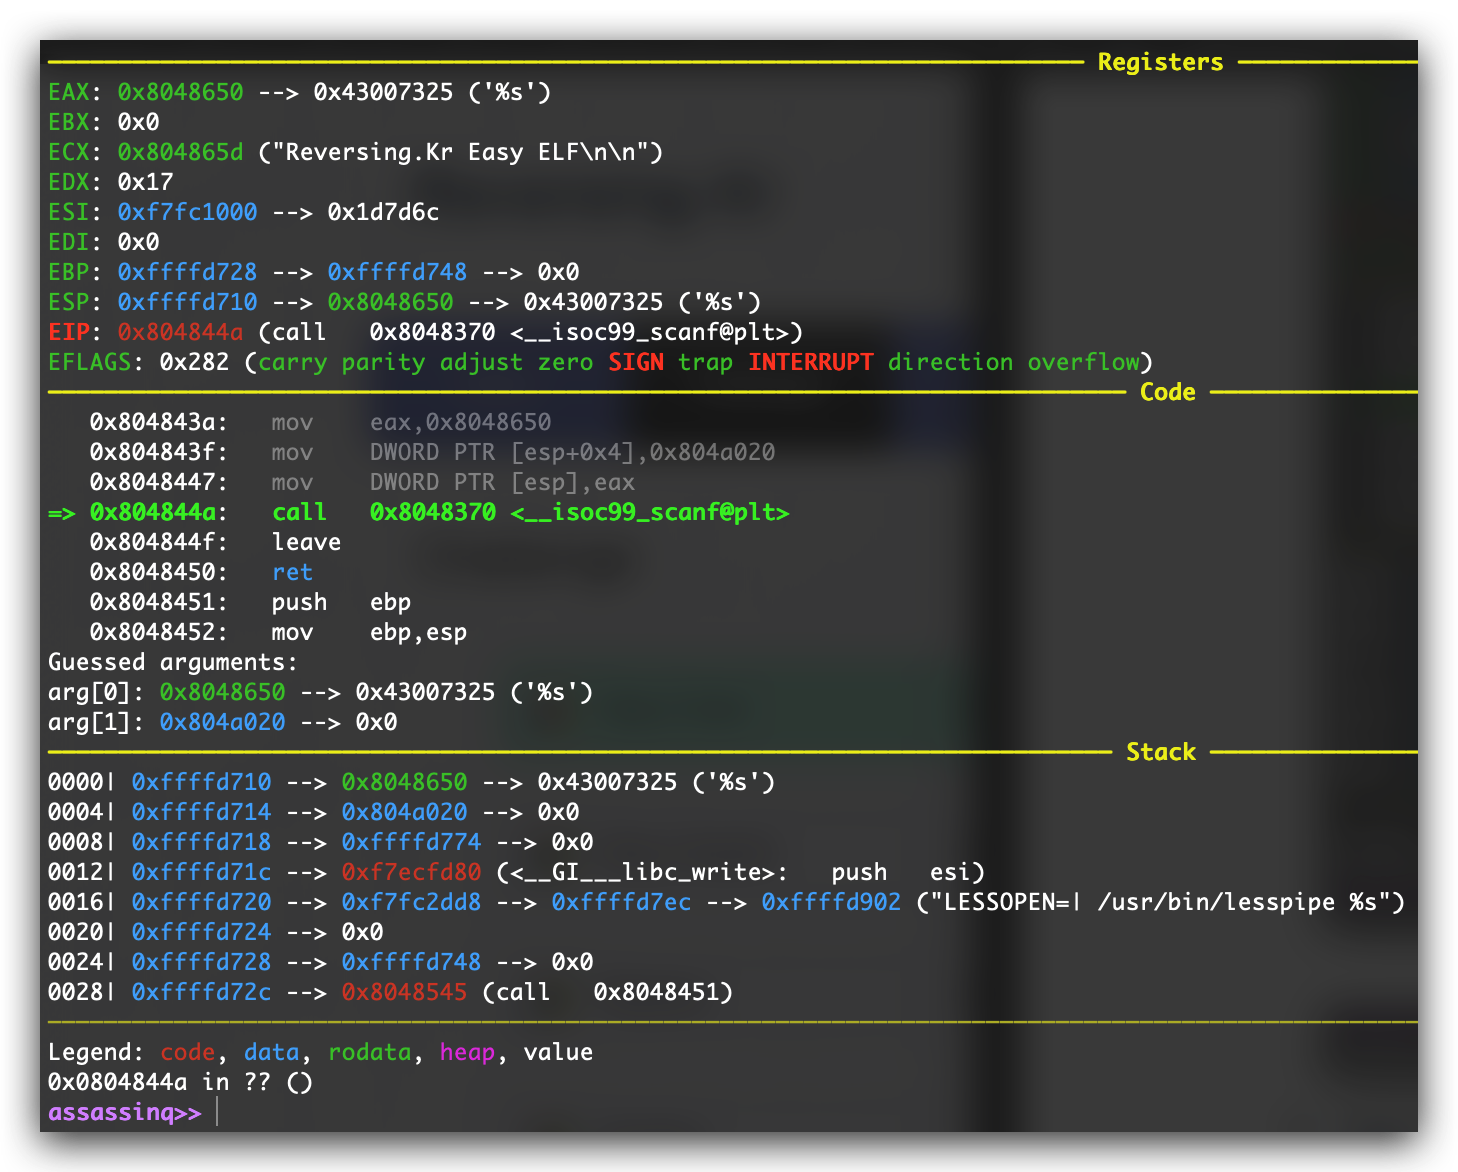 Registers
EAX: 0x8048650 --> 0x43007325 ('%s')
EBX: 0x0
ECX: 0x804865d ("Reversing.Kr Easy ELF\n\n")
EDX: 0x17
ESI: 0xf7fc1000 --> 0x1d7d6c
EDI: 0x0
EBP: 0xffffd728 --> 0xffffd748 --> 0x0
ESP: 0xffffd710 --> 0x8048650 --> 0x43007325 ('%s')
EIP: 0x804844a (call   0x8048370 <__isoc99_scanf@plt>)
EFLAGS: 0x282 (carry parity adjust zero SIGN trap INTERRUPT direction overflow)
Code
0x804843a:   mov    eax,0x8048650
0x804843f:   mov    DWORD PTR [esp+0x4],0x804a020
0x8048447:   mov    DWORD PTR [esp],eax
=> 0x804844a:   call   0x8048370 <__isoc99_scanf@plt>
0x804844f:   leave
0x8048450:   ret
0x8048451:   push   ebp
0x8048452:   mov    ebp,esp
Guessed arguments:
arg[0]: 0x8048650 --> 0x43007325 ('%s')
arg[1]: 0x804a020 --> 0x0
Stack
0000| 0xffffd710 --> 0x8048650 --> 0x43007325 ('%s')
0004| 0xffffd714 --> 0x804a020 --> 0x0
0008| 0xffffd718 --> 0xffffd774 --> 0x0
0012| 0xffffd71c --> 0xf7ecfd80 (<__GI___libc_write>:   push   esi)
0016| 0xffffd720 --> 0xf7fc2dd8 --> 0xffffd7ec --> 0xffffd902 ("LESSOPEN=| /usr/bin/lesspipe %s")
0020| 0xffffd724 --> 0x0
0024| 0xffffd728 --> 0xffffd748 --> 0x0
0028| 0xffffd72c --> 0x8048545 (call   0x8048451)
Legend: code, data, rodata, heap, value
0x0804844a in ?? ()
assassinq>>